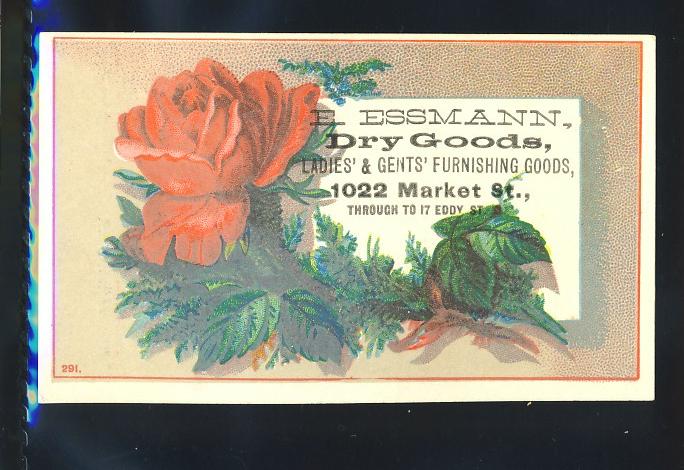 E. ESSMANN,
Dry Goods,
LADIES' & GENTS' FURNISHING GOODS,
1022 Market St.,
THROUGH TO 17 EDDY ST.
291.